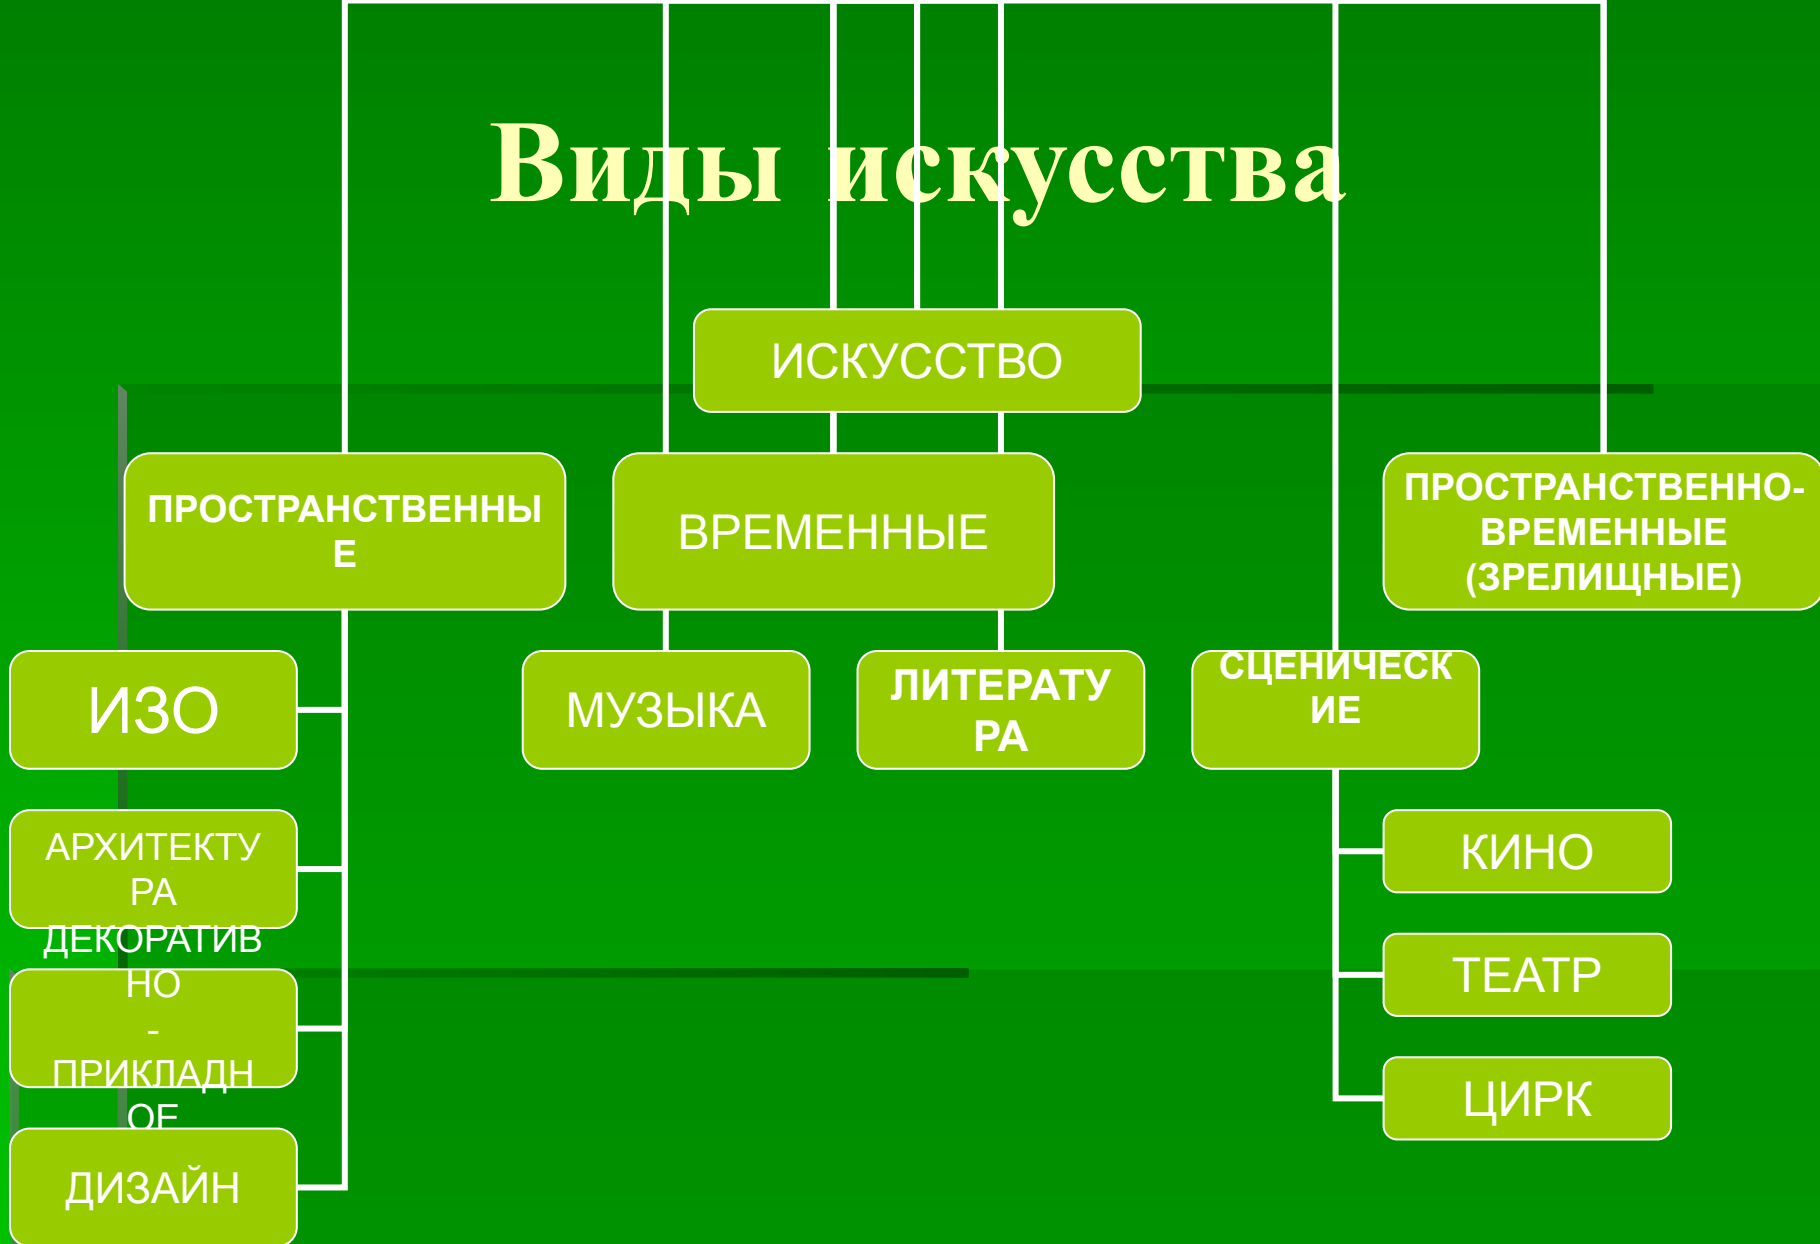 Виды искусства
ИСКУССТВО
ПРОСТРАНСТВЕННЫ
Е
ВРЕМЕННЫЕ
ПРОСТРАНСТВЕННО-
ВРЕМЕННЫЕ
(ЗРЕЛИЩНЫЕ)
ИЗО
МУЗЫКА
ЛИТЕРАТУ
РА
СЦЕНИЧЕСК
ИЕ
АРХИТЕКТУ
РА
ДЕКОРАТИВ
НО
-
ПРИКЛАДН
ОЕ
ДИЗАЙН
КИНО
ТЕАТР
ЦИРК